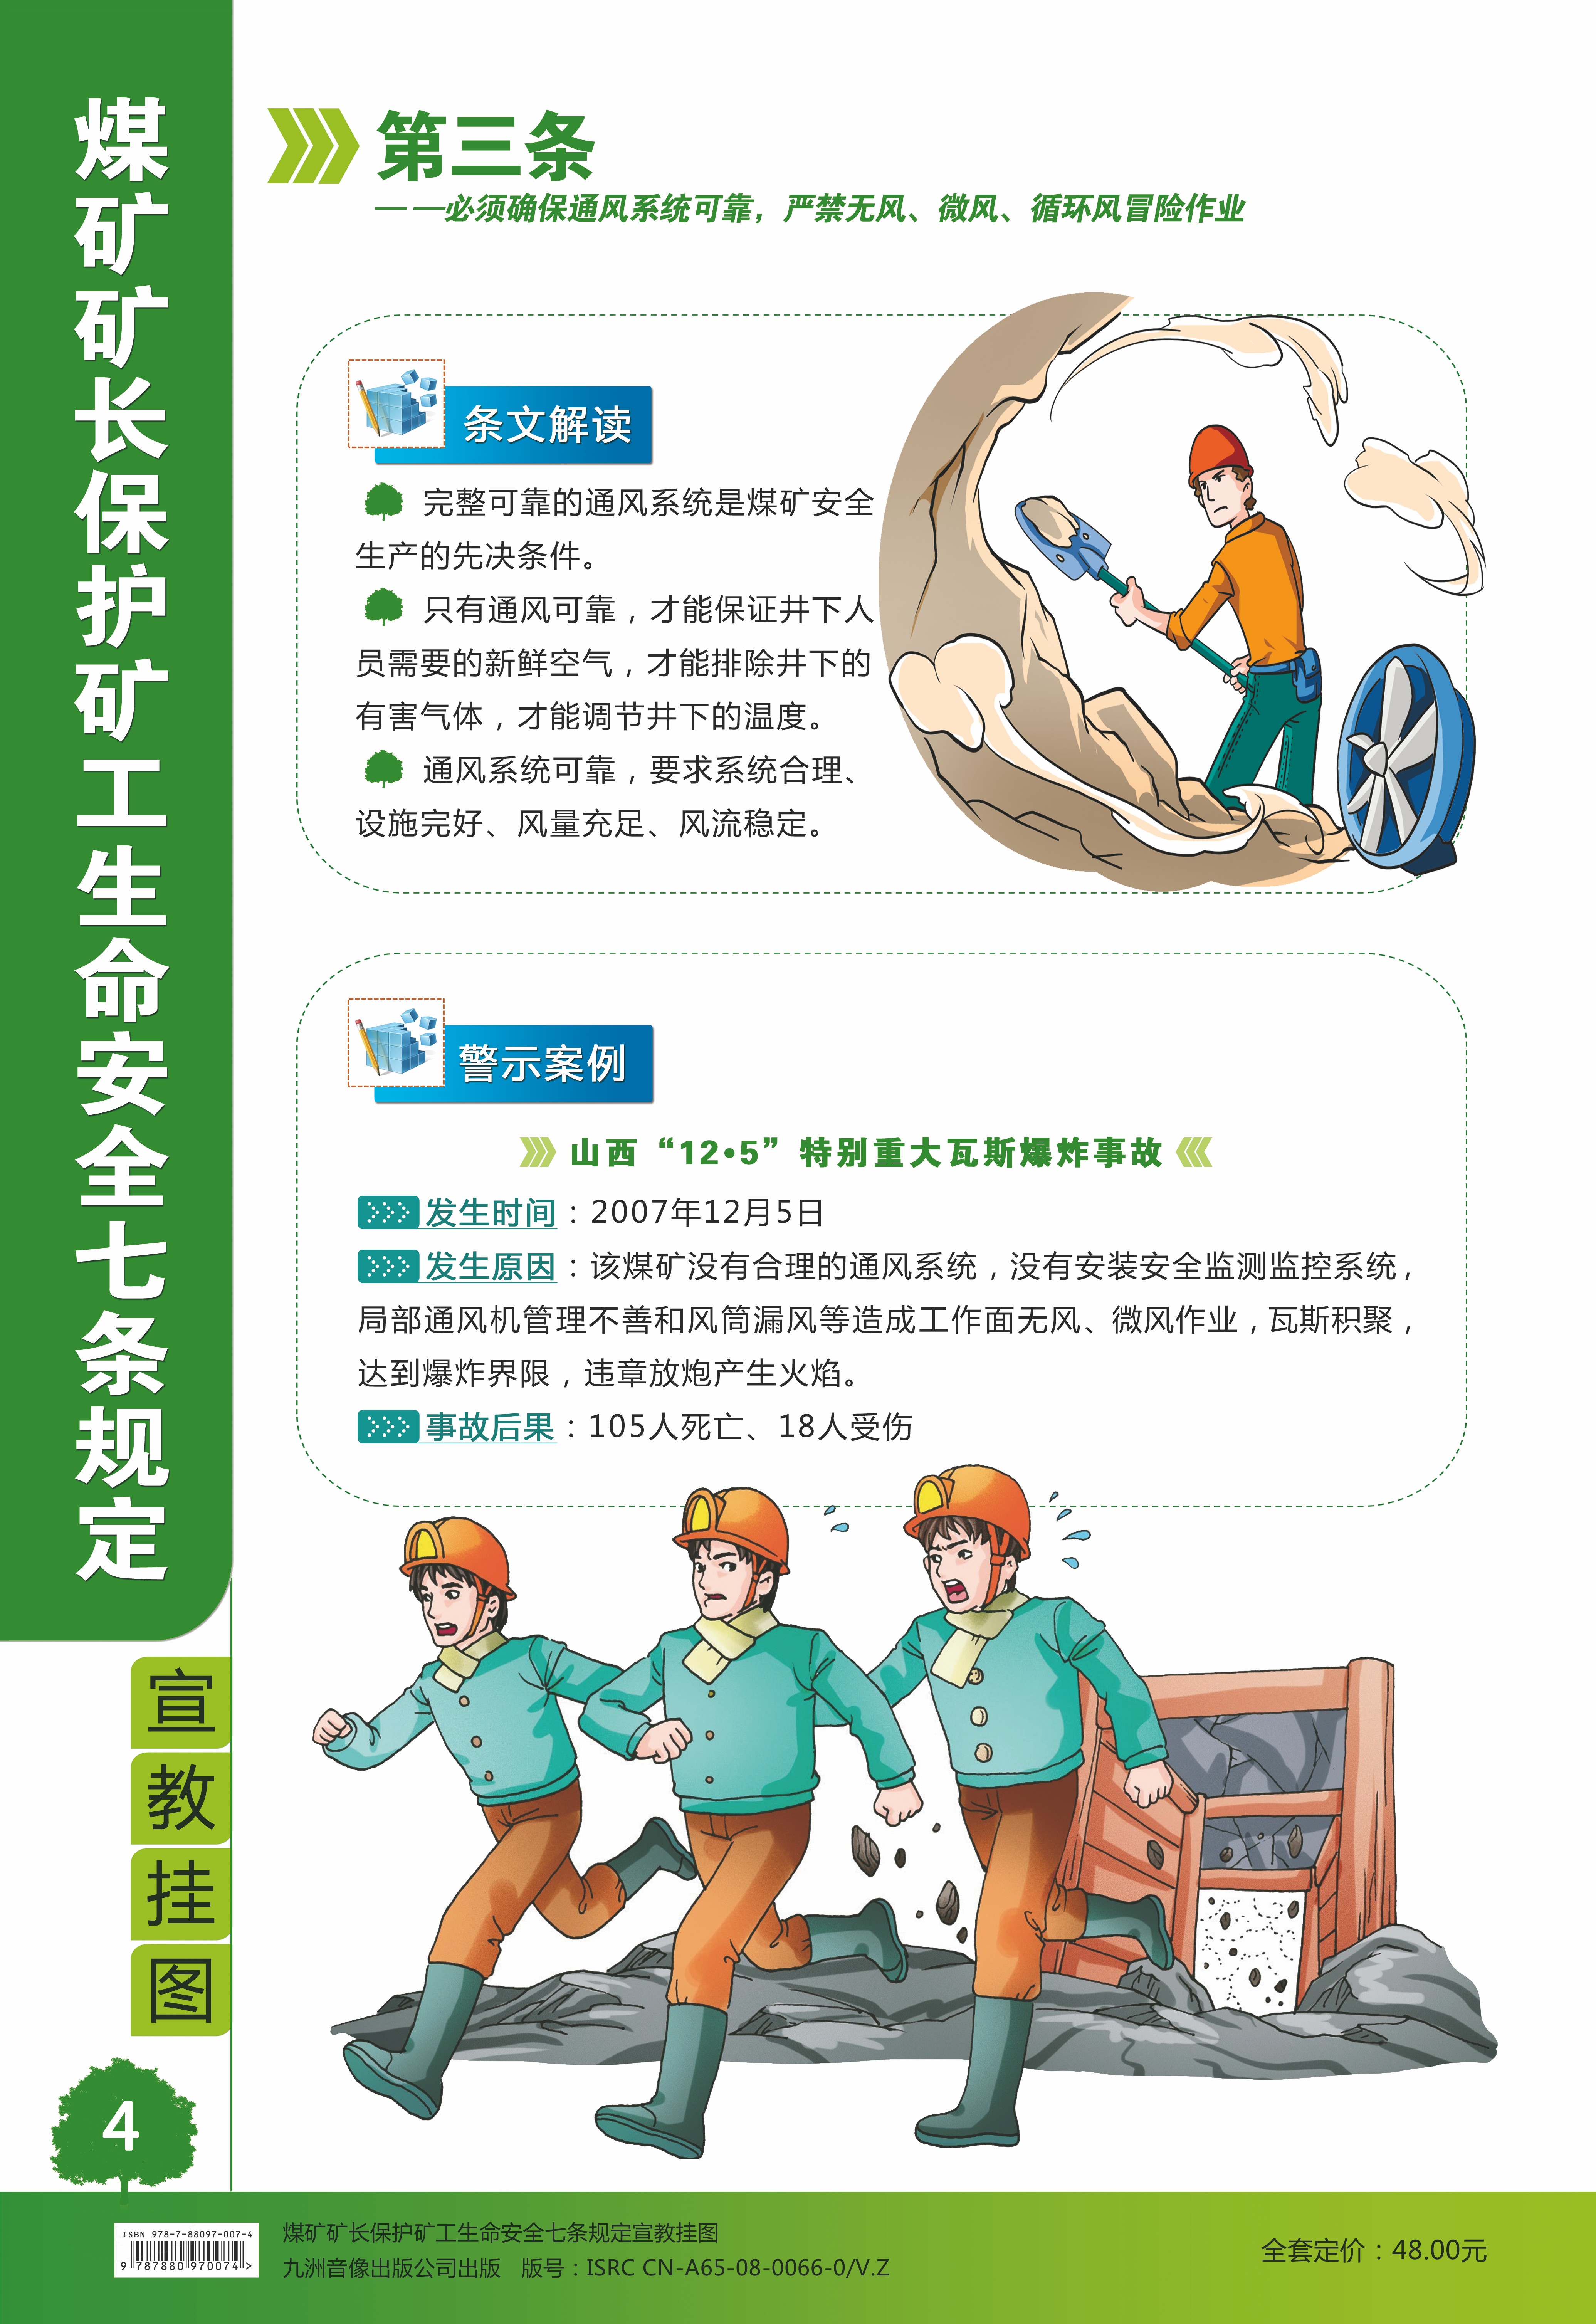 煤矿矿长保护矿工生命安全七条规定
宣教挂图
4
第三条
——必须确保通风系统可靠，严禁无风、微风、循环风冒险作业
条文解读
完整可靠的通风系统是煤矿安全
生产的先决条件。
只有通风可靠，才能保证井下人
员需要的新鲜空气，才能排除井下的
有害气体，才能调节井下的温度。
通风系统可靠，要求系统合理、
设施完好、风量充足、风流稳定。
警示案例
山西“12•5”特别重大瓦斯爆炸事故
发生时间：2007年12月5日
发生原因：该煤矿没有合理的通风系统，没有安装安全监测监控系统，
局部通风机管理不善和风筒漏风等造成工作面无风、微风作业，瓦斯积聚，
达到爆炸界限，违章放炮产生火焰。
事故后果：105人死亡、18人受伤
ISBN 978-7-88097-007-4
9 787880 970074 >
煤矿矿长保护矿工生命安全七条规定宣教挂图
九洲音像出版公司出版 版号：ISRC CN-A65-08-0066-0/V.Z
全套定价：48.00元